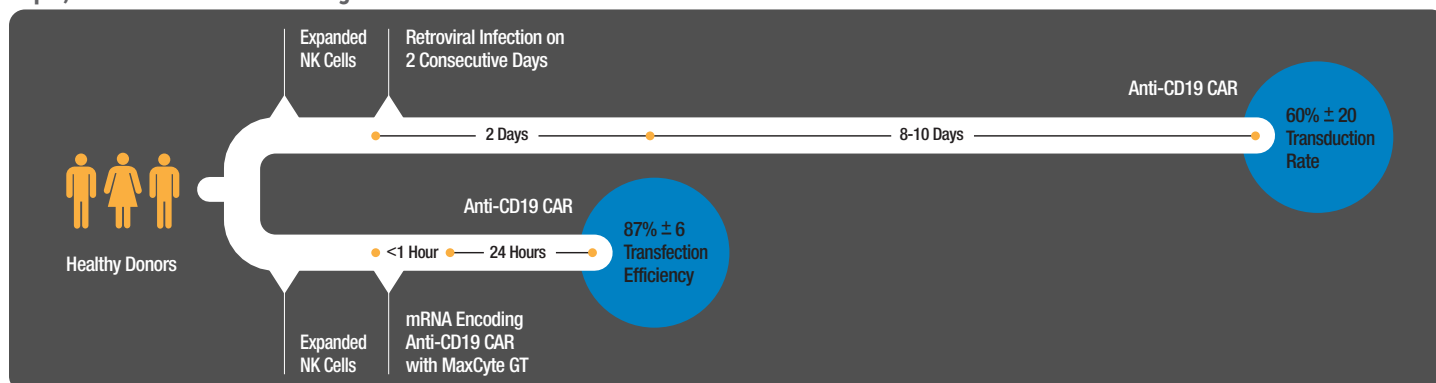 Expanded
NK Cells
Retroviral Infection on
2 Consecutive Days
Anti-CD19 CAR
2 Days
8-10 Days
60% ± 20
Transduction
Rate
Healthy Donors
Anti-CD19 CAR
<1 Hour
24 Hours
87% ± 6
Transfection
Efficiency
Expanded
NK Cells
mRNA Encoding
Anti-CD19 CAR
with MaxCyte GT